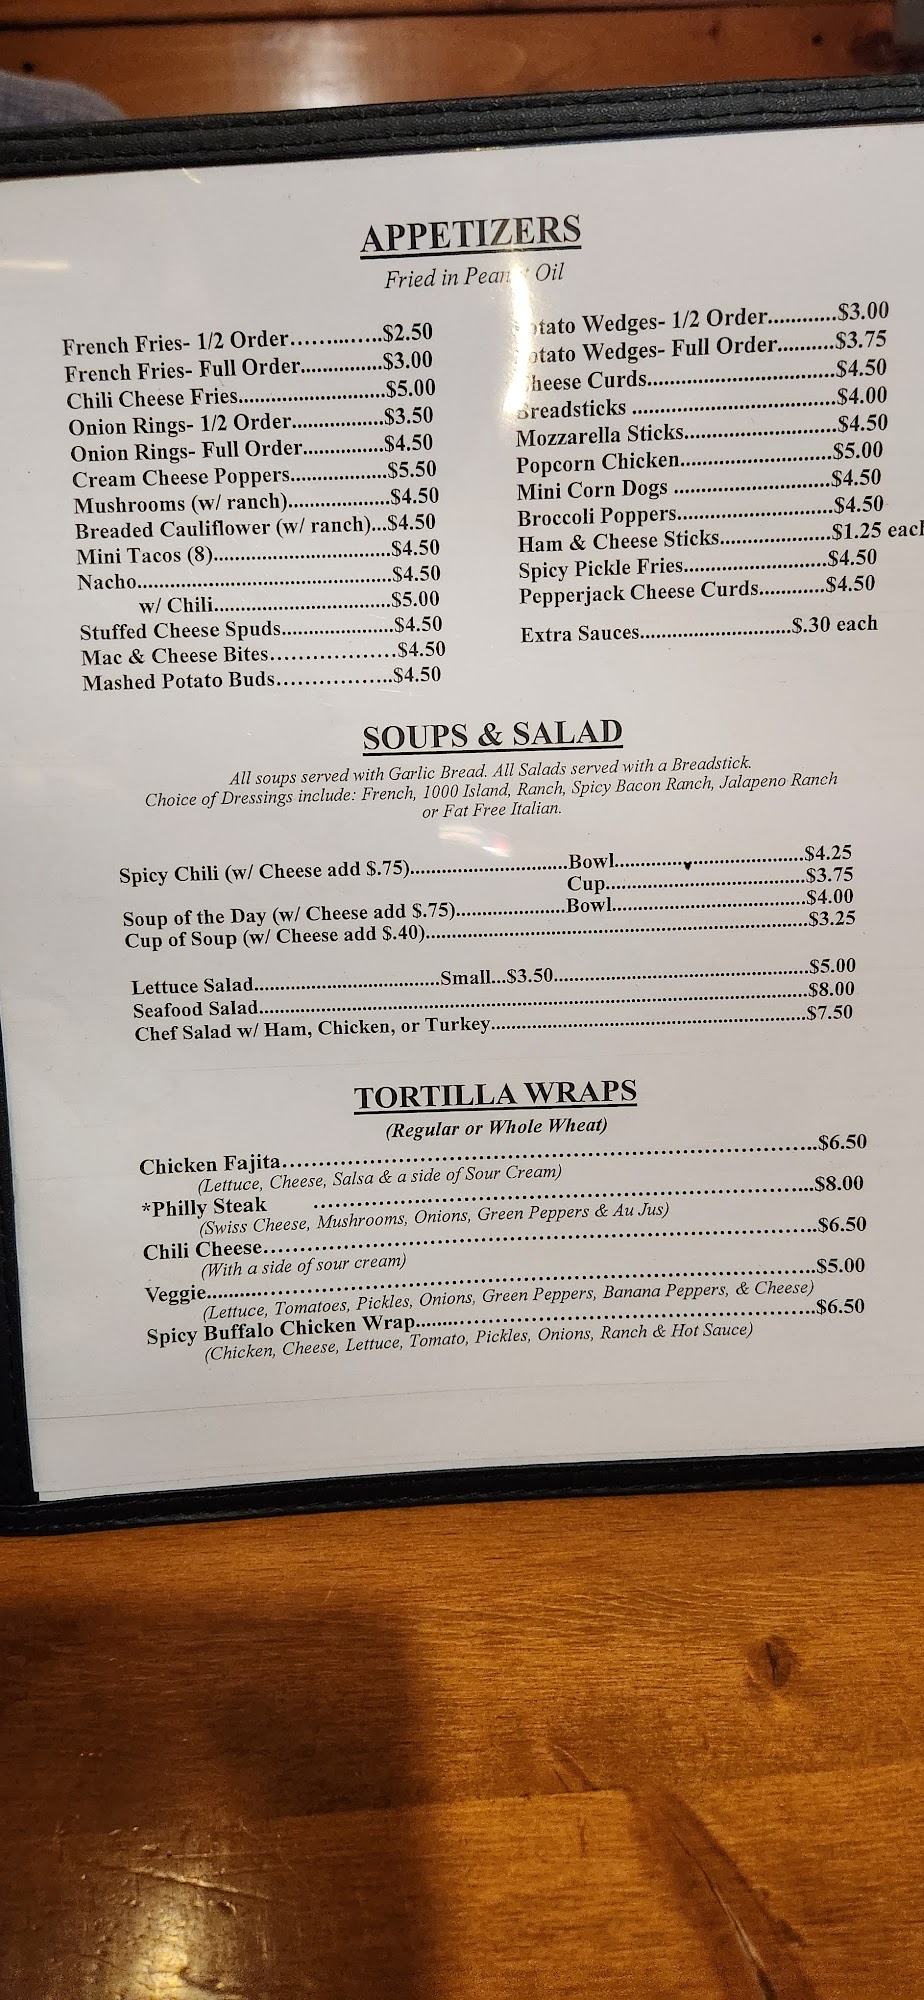 APPETIZERS
Fried in Peanut Oil
French Fries- 1/2 Order................$2.50
French Fries- Full Order...............$3.00
Chili Cheese Fries...........................$5.00
Onion Rings- 1/2 Order.................$3.50
Onion Rings- Full Order...............$4.50
Cream Cheese Poppers..................$5.50
Mushrooms (w/ ranch)...................$4.50
Breaded Cauliflower (w/ ranch)...$4.50
Mini Tacos (8).................................$4.50
Nacho...............................................$4.50
w/ Chili.................................$5.00
Stuffed Cheese Spuds.....................$4.50
Mac & Cheese Bites..................$4.50
Mashed Potato Buds................$4.50
Potato Wedges- 1/2 Order............$3.00
Potato Wedges- Full Order..........$3.75
Cheese Curds...................................$4.50
Breadsticks ......................................$4.00
Mozzarella Sticks.............................$4.50
Popcorn Chicken............................$5.00
Mini Corn Dogs .............................$4.50
Broccoli Poppers.............................$4.50
Ham & Cheese Sticks.....................$1.25 each
Spicy Pickle Fries...........................$4.50
Pepperjack Cheese Curds............$4.50
Extra Sauces............................$.30 each
SOUPS & SALAD
All soups served with Garlic Bread. All Salads served with a Breadstick.
Choice of Dressings include: French, 1000 Island, Ranch, Spicy Bacon Ranch, Jalapeno Ranch
or Fat Free Italian.
Spicy Chili (w/ Cheese add $.75).............................Bowl...................................$4.25
Cup.....................................$3.75
Soup of the Day (w/ Cheese add $.75)....................Bowl....................................$4.00
Cup of Soup (w/ Cheese add $.40)......................................................................$3.25
Lettuce Salad..................................Small...$3.50...............................................$5.00
Seafood Salad.....................................................................................................$8.00
Chef Salad w/ Ham, Chicken, or Turkey..........................................................$7.50
TORTILLA WRAPS
(Regular or Whole Wheat)
Chicken Fajita...........................................................................$6.50
(Lettuce, Cheese, Salsa & a side of Sour Cream)
*Philly Steak ......................................................................$8.00
(Swiss Cheese, Mushrooms, Onions, Green Peppers & Au Jus)
Chili Cheese..............................................................................$6.50
(With a side of sour cream)
Veggie........................................................................................$5.00
(Lettuce, Tomatoes, Pickles, Onions, Green Peppers, Banana Peppers, & Cheese)
Spicy Buffalo Chicken Wrap.........................................................$6.50
(Chicken, Cheese, Lettuce, Tomato, Pickles, Onions, Ranch & Hot Sauce)